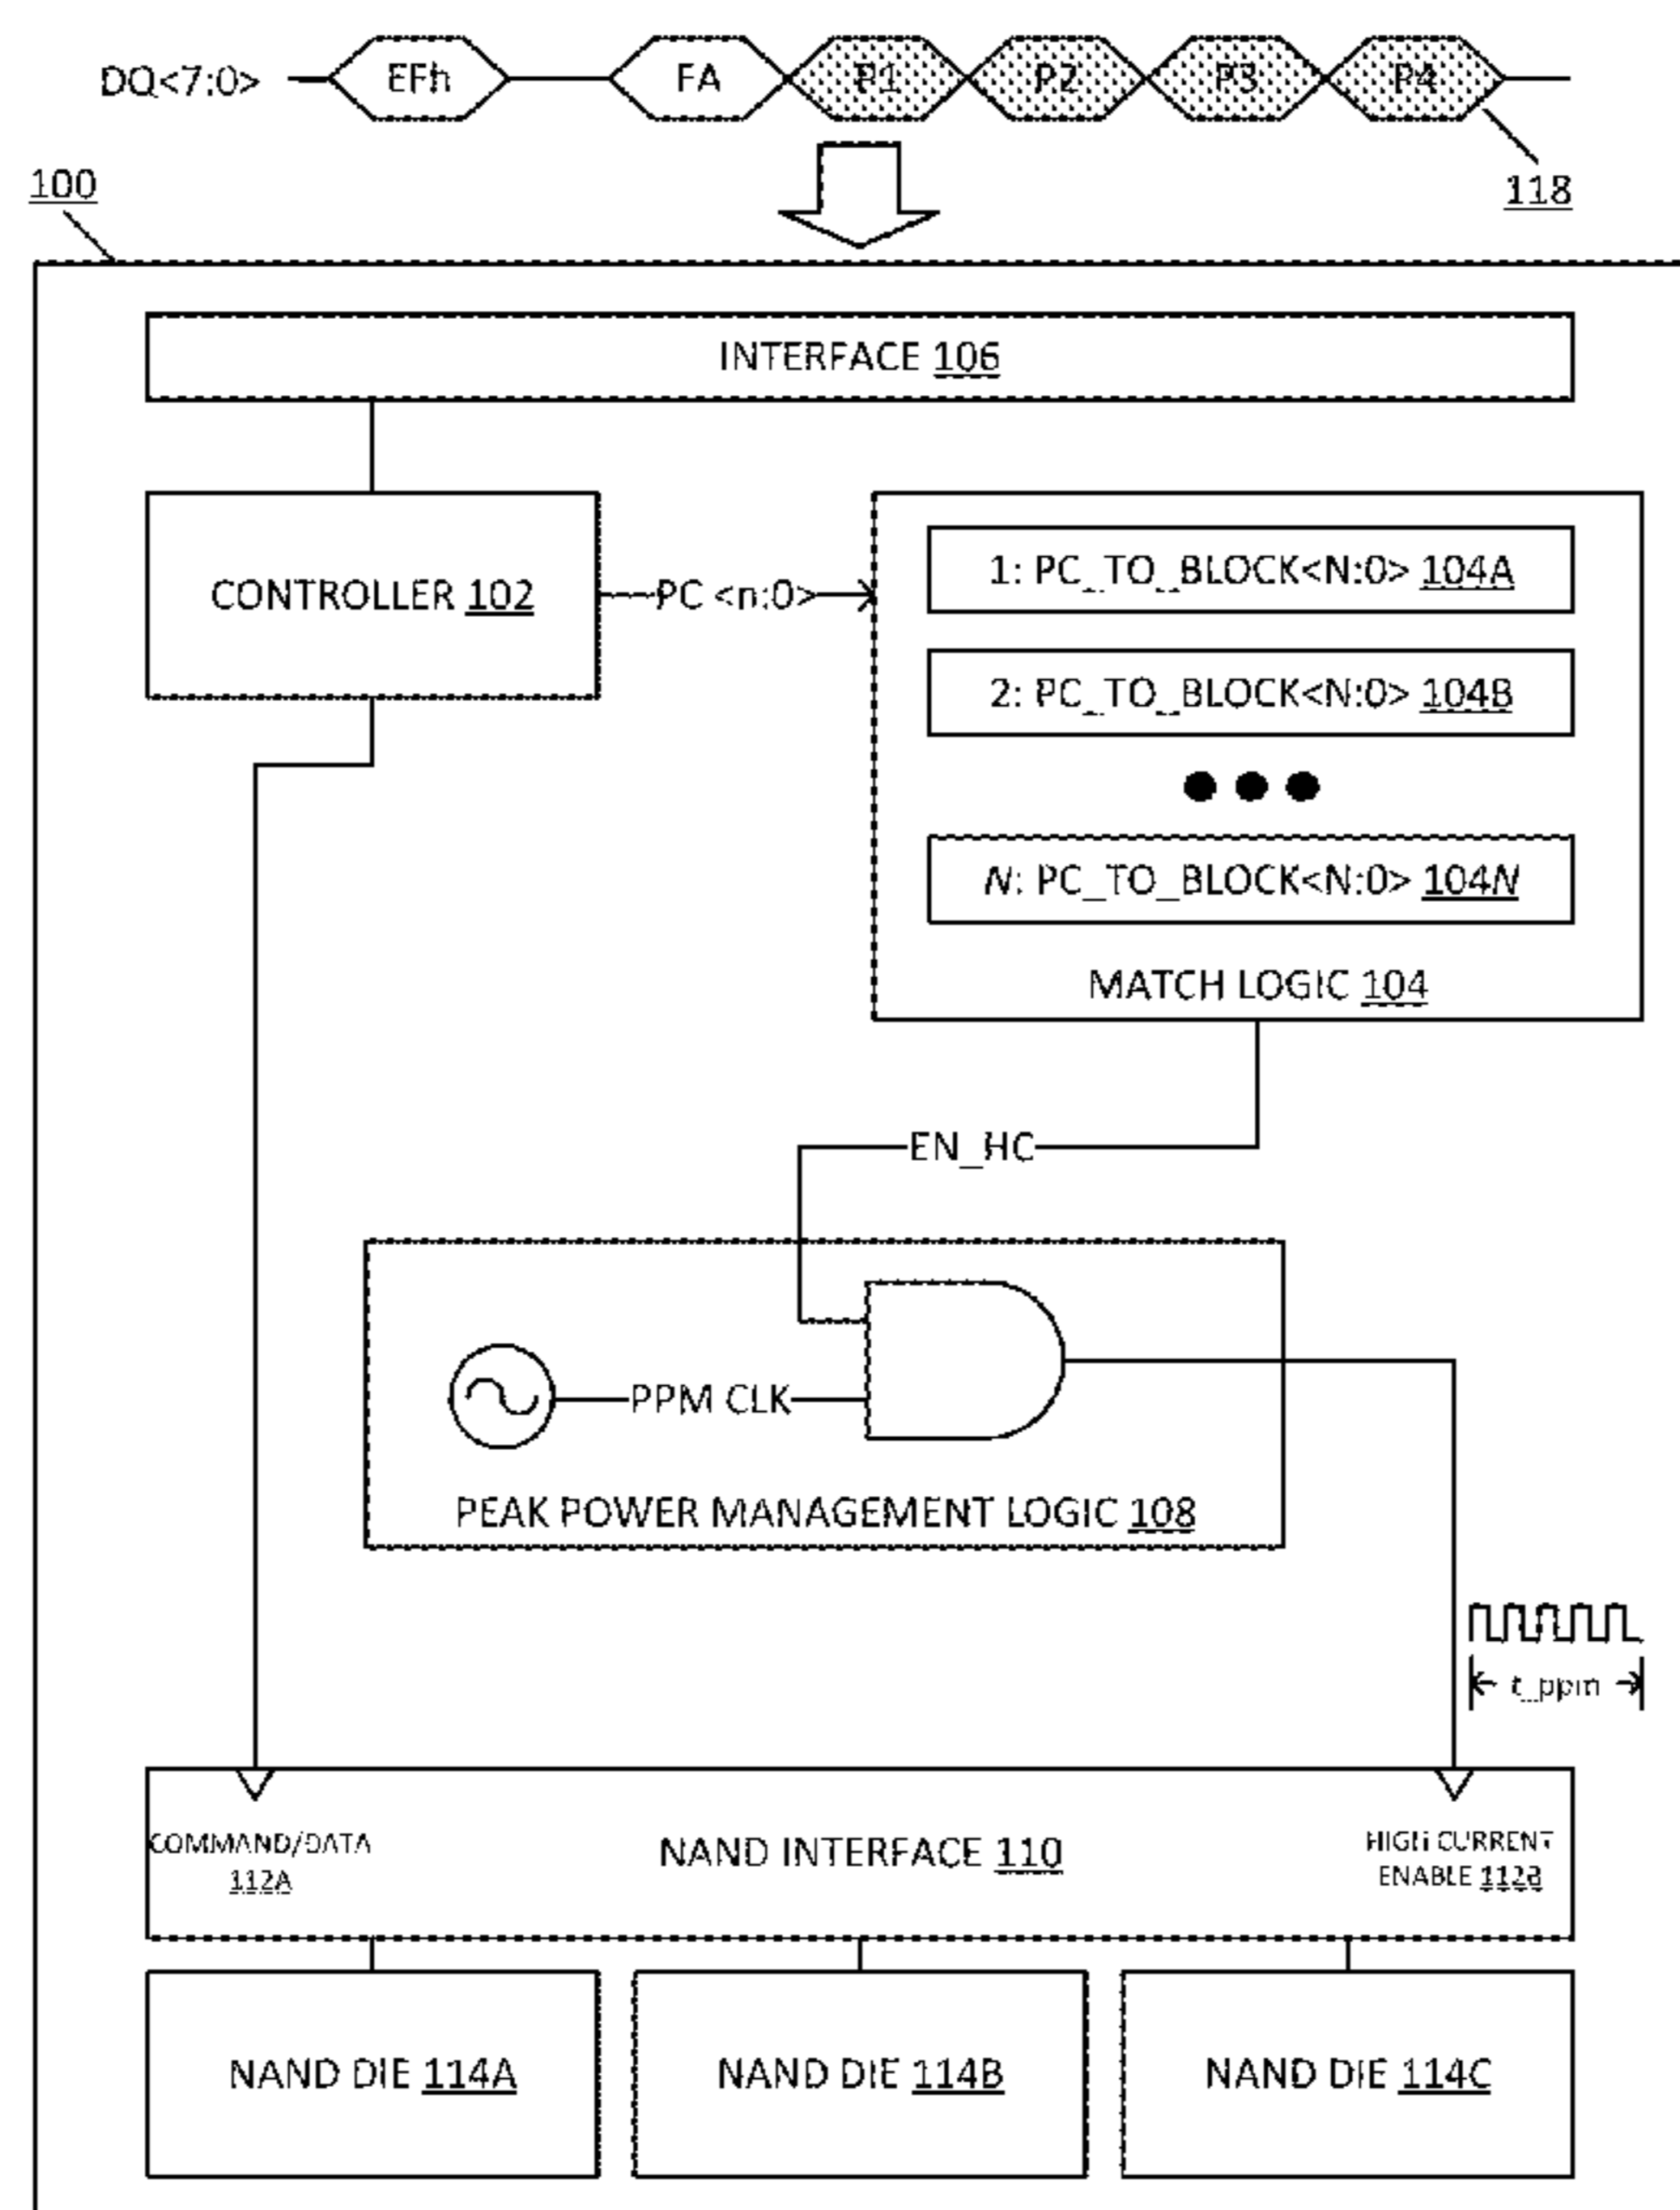 DQ<7:0> EFh FA P1 P2 P3 P4
100
118
INTERFACE 106
CONTROLLER 102
PC <n:0>
1: PC_TO_BLOCK<N:0> 104A
2: PC_TO_BLOCK<N:0> 104B
N: PC_TO_BLOCK<N:0> 104N
MATCH LOGIC 104
EN_HC
PPM CLK
PEAK POWER MANAGEMENT LOGIC 108
t_ppm
COMMAND/DATA
112A
NAND INTERFACE 110
HIGH CURRENT
ENABLE 112B
NAND DIE 114A
NAND DIE 114B
NAND DIE 114C